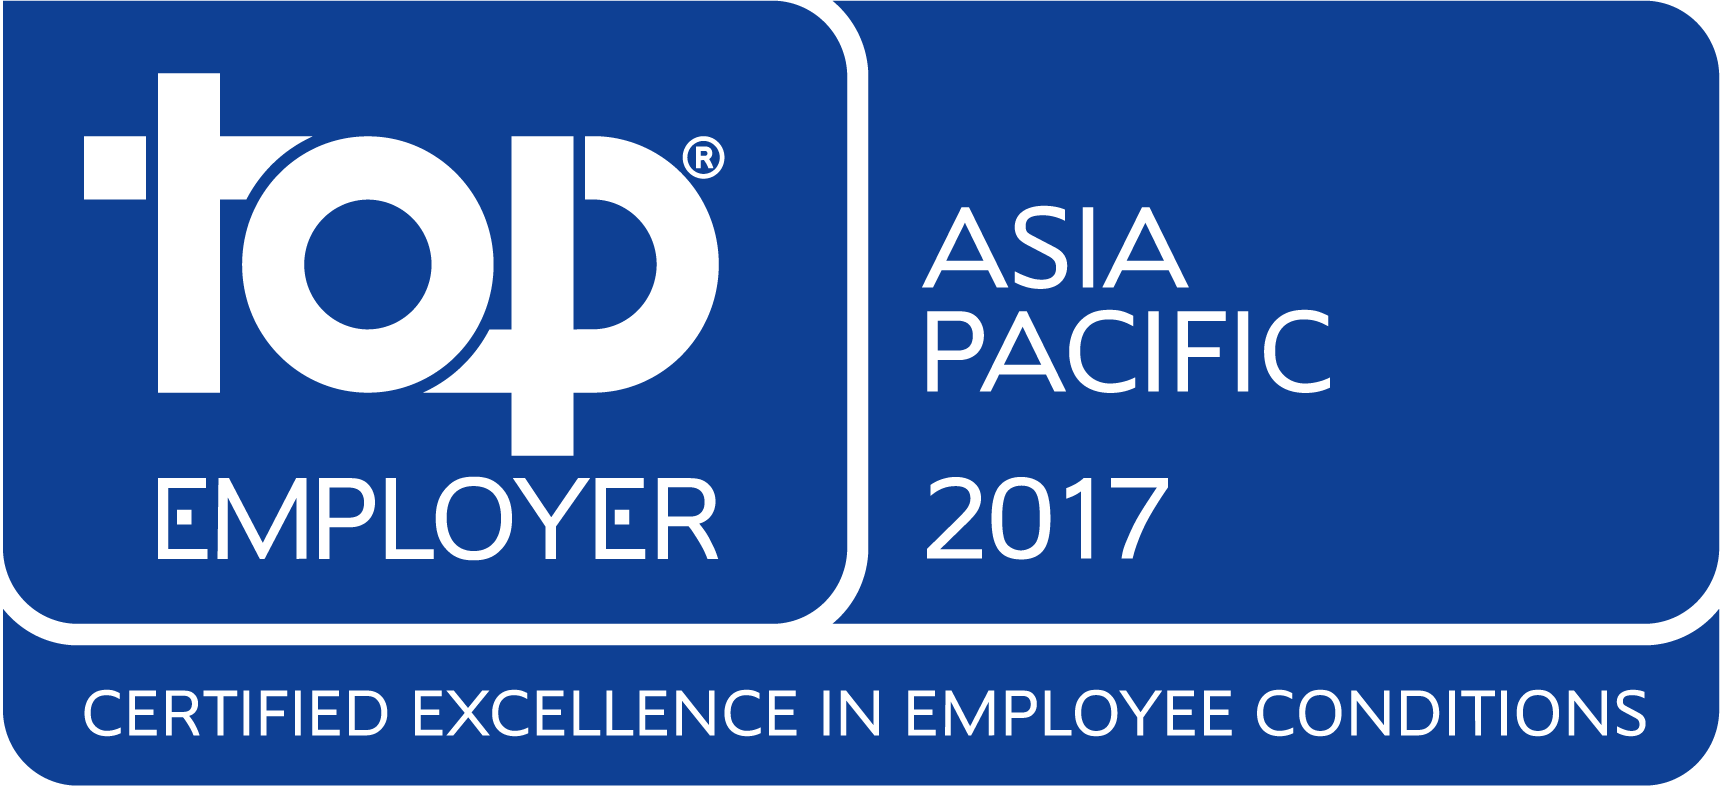 top®
EMPLOYER
ASIA
PACIFIC
2017
CERTIFIED EXCELLENCE IN EMPLOYEE CONDITIONS